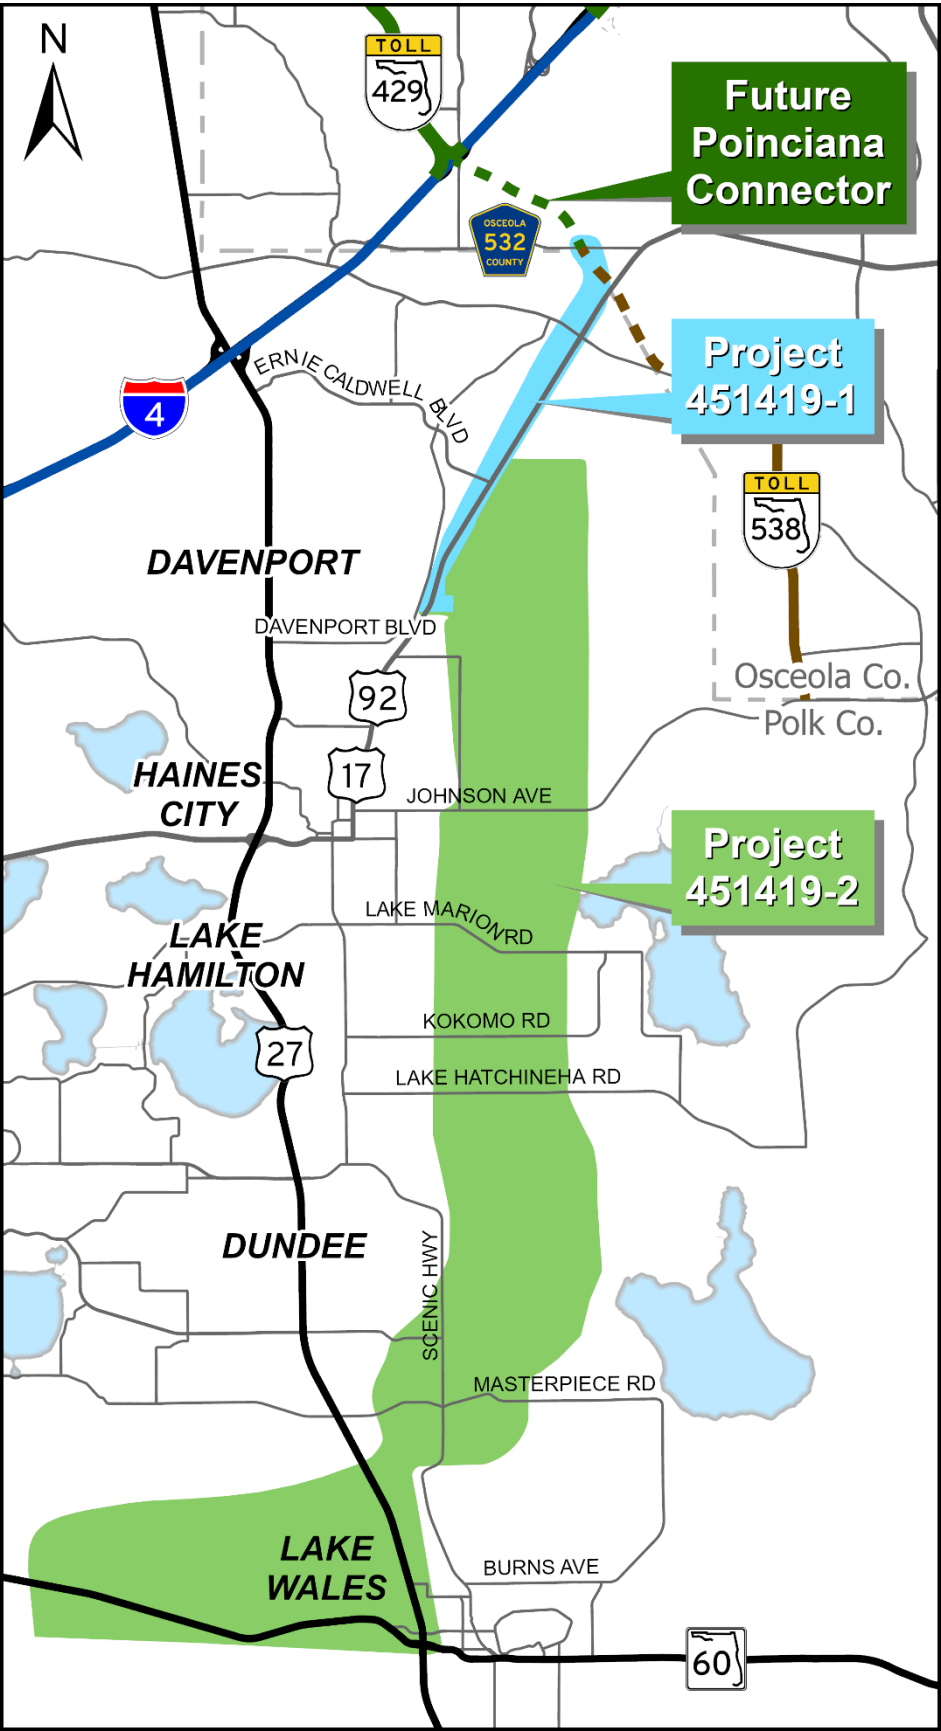 N
TOLL
429
Future
Poinciana
Connector
OSCEOLA
532
COUNTY
Project
451419-1
ERNIE CALDWELL BLVD
4
TOLL
538
DAVENPORT
DAVENPORT BLVD
92
Osceola Co.
Polk Co.
17
HAINES
CITY
JOHNSON AVE
Project
451419-2
LAKE MARION RD
LAKE
HAMILTON
KOKOMO RD
27
LAKE HATCHINEHA RD
DUNDEE
SCENIC HWY
MASTERPIECE RD
LAKE
WALES
BURNS AVE
60